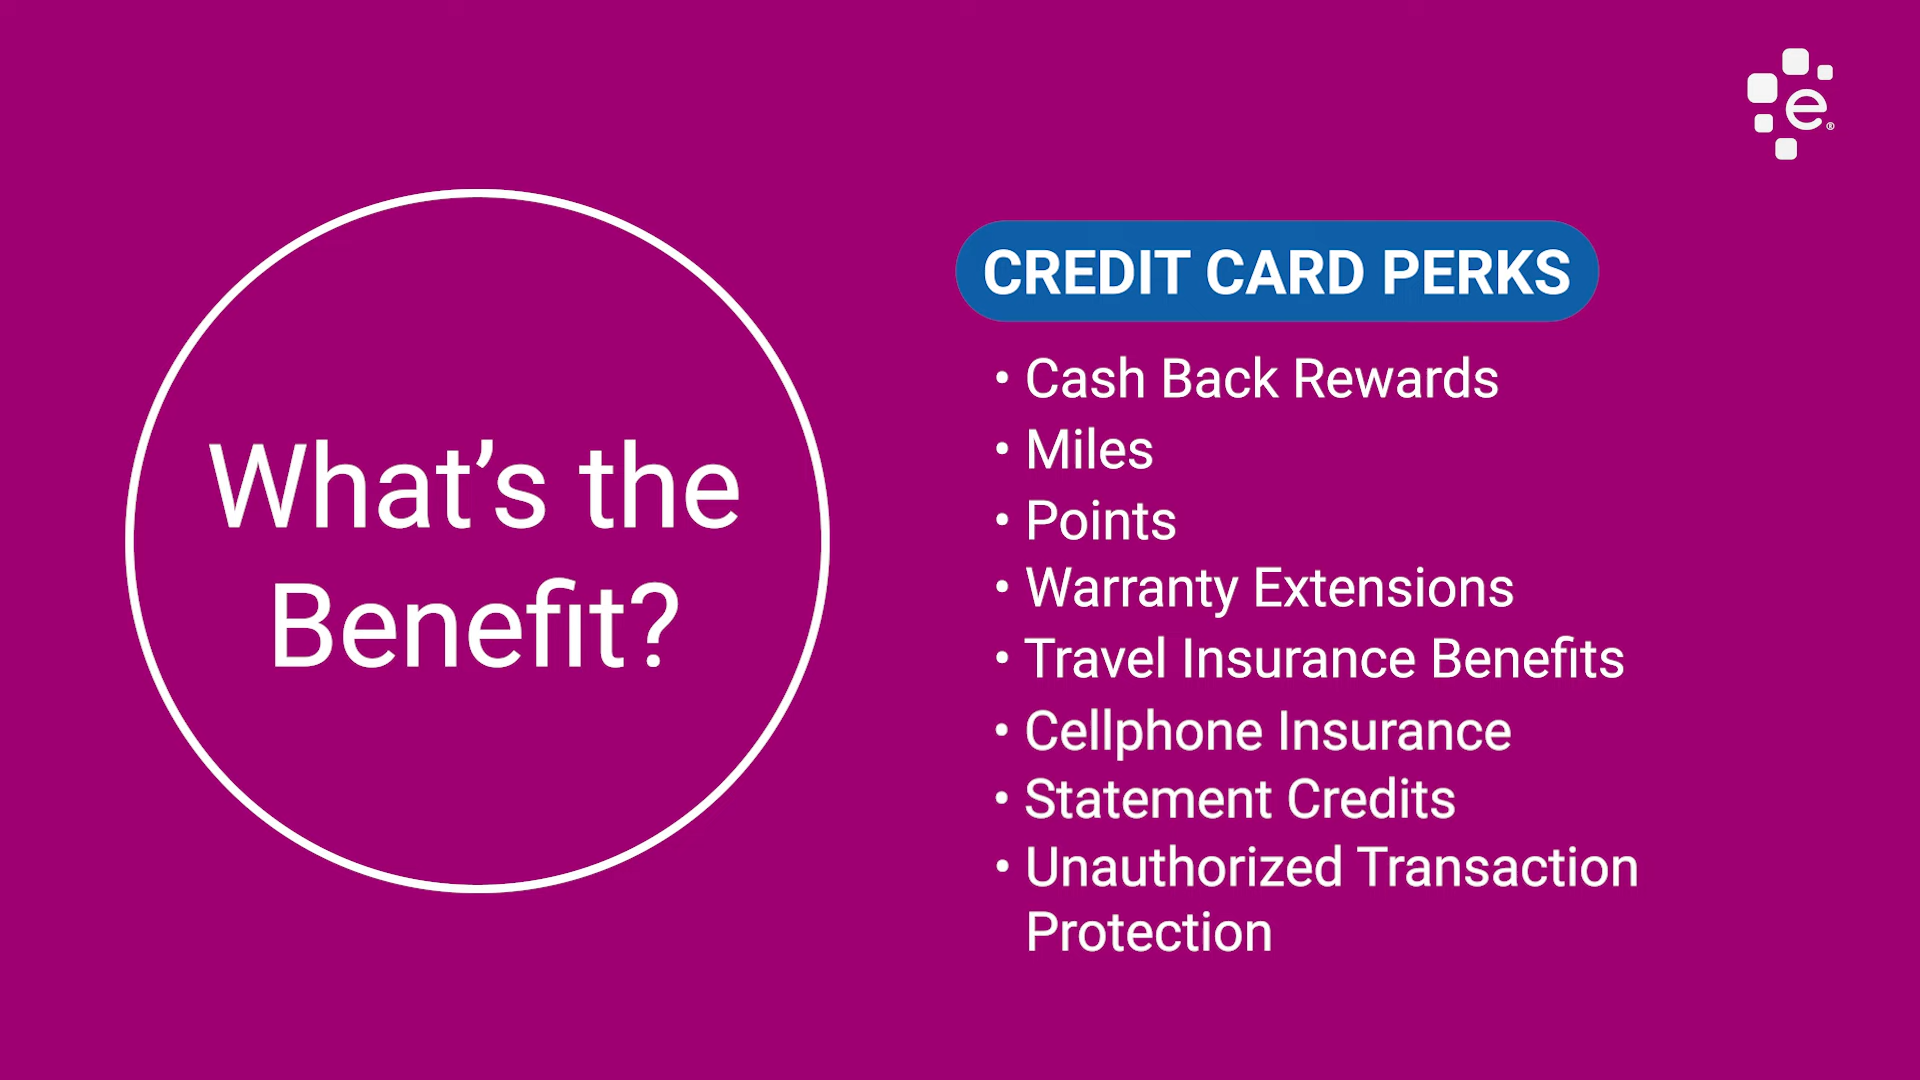 e®
What’s the
Benefit?
CREDIT CARD PERKS
• Cash Back Rewards
• Miles
• Points
• Warranty Extensions
• Travel Insurance Benefits
• Cellphone Insurance
• Statement Credits
• Unauthorized Transaction
Protection